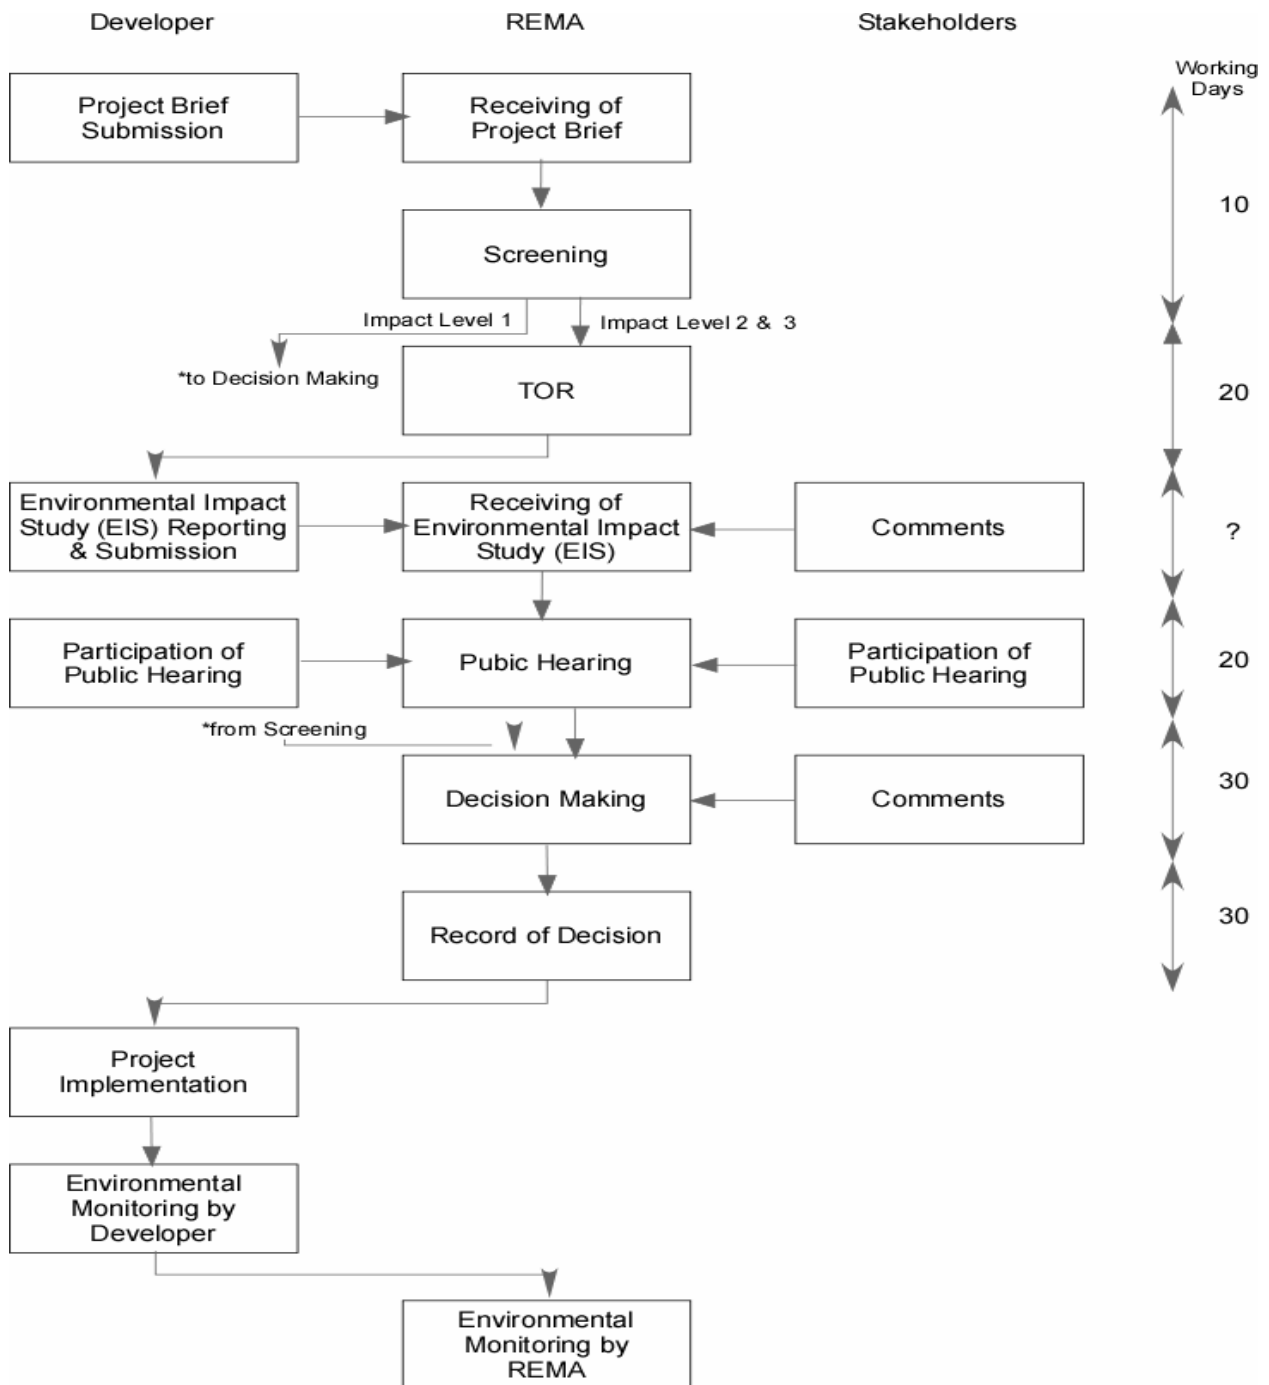 Developer
REMA
Stakeholders
Working
Days
Project Brief
Submission
Receiving of
Project Brief
10
Screening
Impact Level 1
Impact Level 2 & 3
*to Decision Making
TOR
20
Environmental Impact
Study (EIS) Reporting
& Submission
Receiving of
Environmental Impact
Study (EIS)
Comments
?
Participation of
Public Hearing
Pubic Hearing
Participation of
Public Hearing
20
*from Screening
Decision Making
Comments
30
Record of Decision
30
Project
Implementation
Environmental
Monitoring by
Developer
Environmental
Monitoring by
REMA